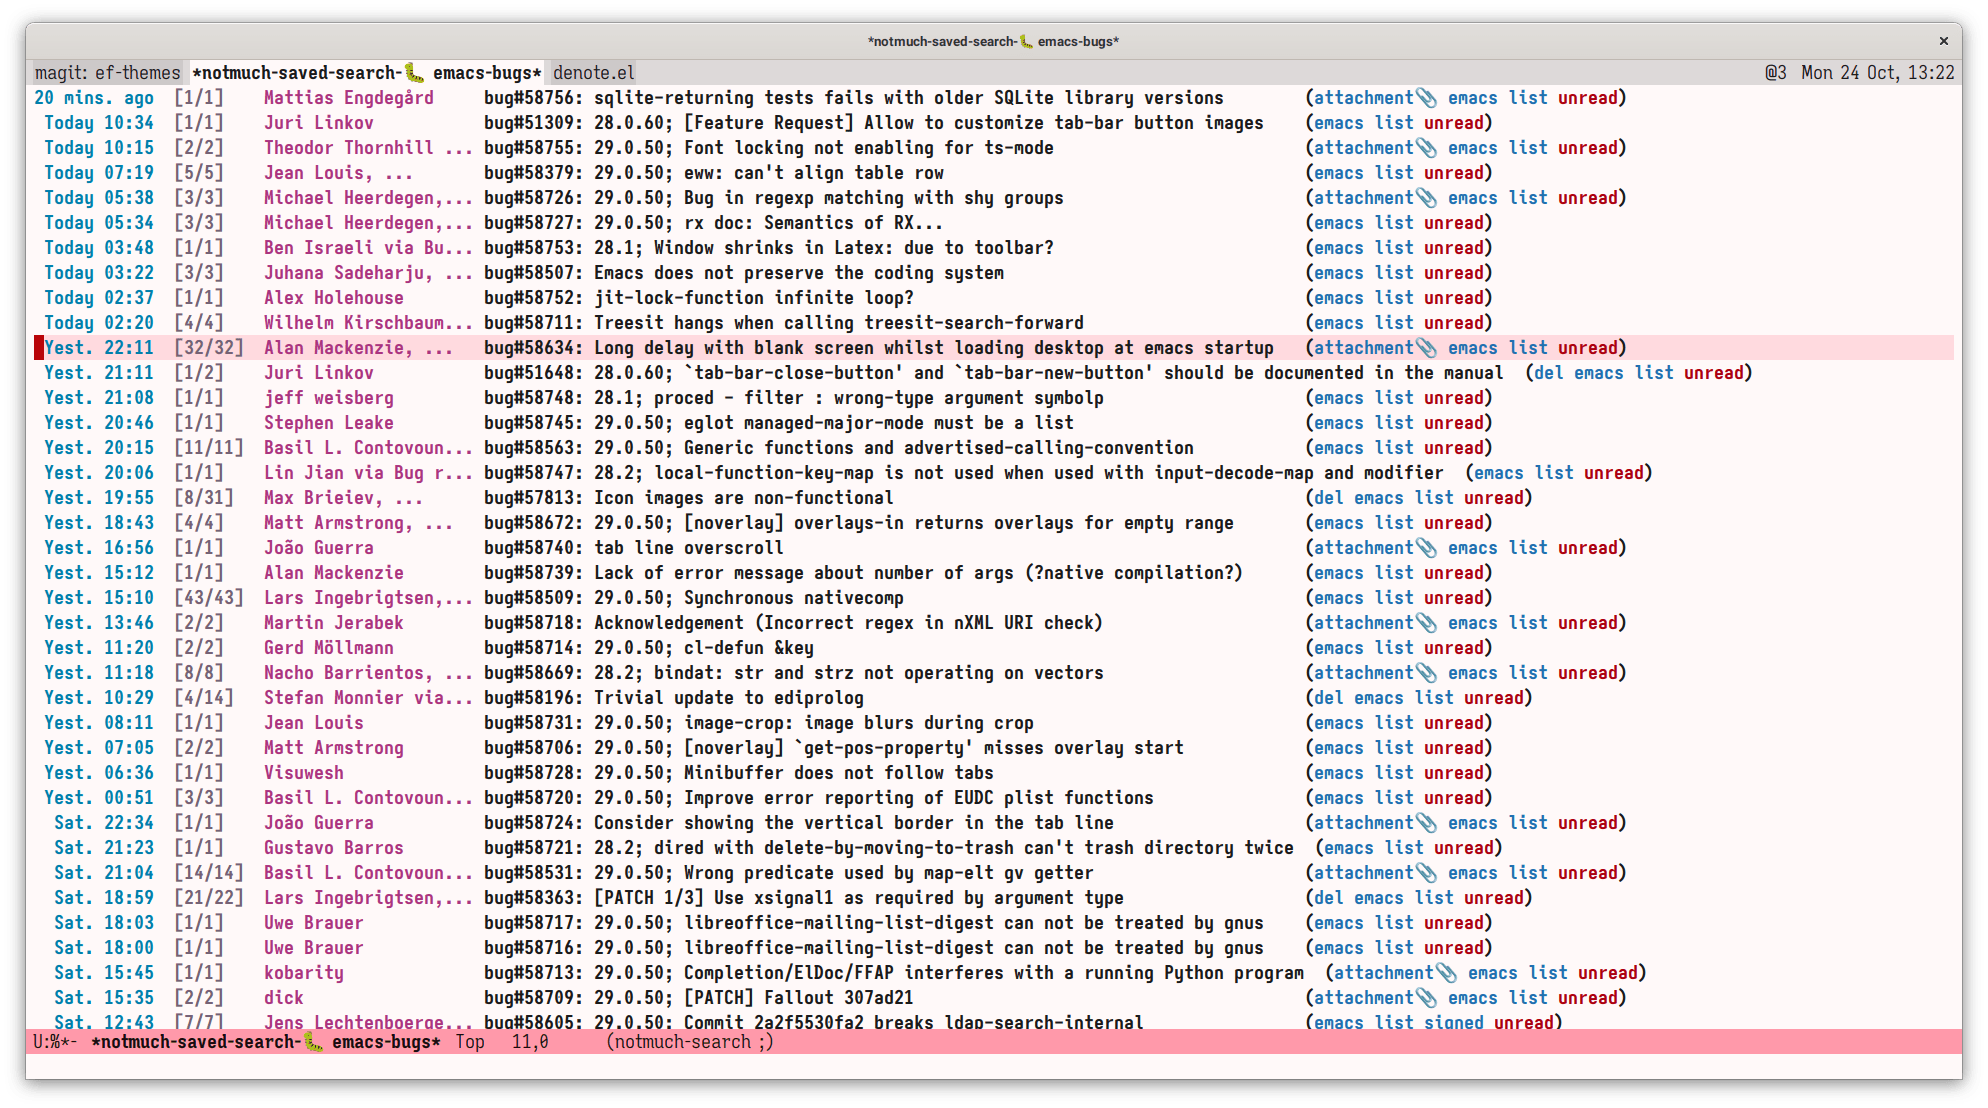 *notmuch-saved-search-🐛 emacs-bugs* ×
magit: ef-themes *notmuch-saved-search-🐛 emacs-bugs* denote.el @3 Mon 24 Oct, 13:22
20 mins. ago [1/1] Mattias Engdegård bug#58756: sqlite-returning tests fails with older SQLite library versions (attachment📎 emacs list unread)
Today 10:34 [1/1] Juri Linkov bug#51309: 28.0.60; [Feature Request] Allow to customize tab-bar button images (emacs list unread)
Today 10:15 [2/2] Theodor Thornhill ... bug#58755: 29.0.50; Font locking not enabling for ts-mode (attachment📎 emacs list unread)
Today 07:19 [5/5] Jean Louis, ... bug#58379: 29.0.50; eww: can't align table row (emacs list unread)
Today 05:38 [3/3] Michael Heerdegen,... bug#58726: 29.0.50; Bug in regexp matching with shy groups (attachment📎 emacs list unread)
Today 05:34 [3/3] Michael Heerdegen,... bug#58727: 29.0.50; rx doc: Semantics of RX... (emacs list unread)
Today 03:48 [1/1] Ben Israeli via Bu... bug#58753: 28.1; Window shrinks in Latex: due to toolbar? (emacs list unread)
Today 03:22 [3/3] Juhana Sadeharju, ... bug#58507: Emacs does not preserve the coding system (emacs list unread)
Today 02:37 [1/1] Alex Holehouse bug#58752: jit-lock-function infinite loop? (emacs list unread)
Today 02:20 [4/4] Wilhelm Kirschbaum... bug#58711: Treesit hangs when calling treesit-search-forward (emacs list unread)
Yest. 22:11 [32/32] Alan Mackenzie, ... bug#58634: Long delay with blank screen whilst loading desktop at emacs startup (attachment📎 emacs list unread)
Yest. 21:11 [1/2] Juri Linkov bug#51648: 28.0.60; `tab-bar-close-button' and `tab-bar-new-button' should be documented in the manual (del emacs list unread)
Yest. 21:08 [1/1] jeff weisberg bug#58748: 28.1; proced - filter : wrong-type argument symbolp (emacs list unread)
Yest. 20:46 [1/1] Stephen Leake bug#58745: 29.0.50; eglot managed-major-mode must be a list (emacs list unread)
Yest. 20:15 [11/11] Basil L. Contovoun... bug#58563: 29.0.50; Generic functions and advertised-calling-convention (emacs list unread)
Yest. 20:06 [1/1] Lin Jian via Bug r... bug#58747: 28.2; local-function-key-map is not used when used with input-decode-map and modifier (emacs list unread)
Yest. 19:55 [8/31] Max Brieiev, ... bug#57813: Icon images are non-functional (del emacs list unread)
Yest. 18:43 [4/4] Matt Armstrong, ... bug#58672: 29.0.50; [noverlay] overlays-in returns overlays for empty range (emacs list unread)
Yest. 16:56 [1/1] João Guerra bug#58740: tab line overscroll (attachment📎 emacs list unread)
Yest. 15:12 [1/1] Alan Mackenzie bug#58739: Lack of error message about number of args (?native compilation?) (emacs list unread)
Yest. 15:10 [43/43] Lars Ingebrigtsen,... bug#58509: 29.0.50; Synchronous nativecomp (emacs list unread)
Yest. 13:46 [2/2] Martin Jerabek bug#58718: Acknowledgement (Incorrect regex in nXML URI check) (attachment📎 emacs list unread)
Yest. 11:20 [2/2] Gerd Möllmann bug#58714: 29.0.50; cl-defun &key (emacs list unread)
Yest. 11:18 [8/8] Nacho Barrientos, ... bug#58669: 28.2; bindat: str and strz not operating on vectors (attachment📎 emacs list unread)
Yest. 10:29 [4/14] Stefan Monnier via... bug#58196: Trivial update to ediprolog (del emacs list unread)
Yest. 08:11 [1/1] Jean Louis bug#58731: 29.0.50; image-crop: image blurs during crop (emacs list unread)
Yest. 07:05 [2/2] Matt Armstrong bug#58706: 29.0.50; [noverlay] `get-pos-property' misses overlay start (emacs list unread)
Yest. 06:36 [1/1] Visuwesh bug#58728: 29.0.50; Minibuffer does not follow tabs (emacs list unread)
Yest. 00:51 [3/3] Basil L. Contovoun... bug#58720: 29.0.50; Improve error reporting of EUDC plist functions (emacs list unread)
Sat. 22:34 [1/1] João Guerra bug#58724: Consider showing the vertical border in the tab line (attachment📎 emacs list unread)
Sat. 21:23 [1/1] Gustavo Barros bug#58721: 28.2; dired with delete-by-moving-to-trash can't trash directory twice (emacs list unread)
Sat. 21:04 [14/14] Basil L. Contovoun... bug#58531: 29.0.50; Wrong predicate used by map-elt gv getter (attachment📎 emacs list unread)
Sat. 18:59 [21/22] Lars Ingebrigtsen,... bug#58363: [PATCH 1/3] Use xsignal1 as required by argument type (del emacs list unread)
Sat. 18:03 [1/1] Uwe Brauer bug#58717: 29.0.50; libreoffice-mailing-list-digest can not be treated by gnus (emacs list unread)
Sat. 18:00 [1/1] Uwe Brauer bug#58716: 29.0.50; libreoffice-mailing-list-digest can not be treated by gnus (emacs list unread)
Sat. 15:45 [1/1] kobarity bug#58713: 29.0.50; Completion/ElDoc/FFAP interferes with a running Python program (attachment📎 emacs list unread)
Sat. 15:35 [2/2] dick bug#58709: 29.0.50; [PATCH] Fallout 307ad21 (attachment📎 emacs list unread)
Sat. 12:43 [7/7] Jens Lechtenboerge... bug#58605: 29.0.50: Commit 2a2f5530fa2 breaks ldap-search-internal (emacs list signed unread)
U:%*- *notmuch-saved-search-🐛 emacs-bugs* Top 11,0 (notmuch-search ;)